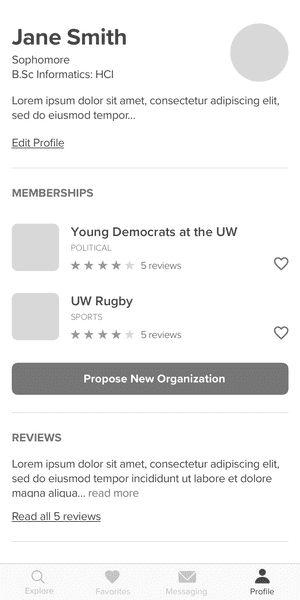 Jane Smith
Sophomore
B.Sc Informatics: HCI
Lorem ipsum dolor sit amet, consectetur adipiscing elit,
sed do eiusmod tempor...
Edit Profile
MEMBERSHIPS
Young Democrats at the UW
POLITICAL
5 reviews
UW Rugby
SPORTS
5 reviews
Propose New Organization
REVIEWS
Lorem ipsum dolor sit amet, consectetur adipiscing elit,
sed do eiusmod tempor incididunt ut labore et dolore
magna aliqua... read more
Read all 5 reviews
Explore Favorites Messaging Profile